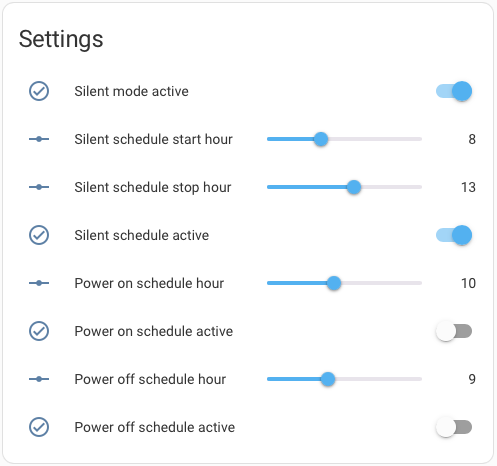 Settings
Silent mode active
Silent schedule start hour 8
Silent schedule stop hour 13
Silent schedule active
Power on schedule hour 10
Power on schedule active
Power off schedule hour 9
Power off schedule active